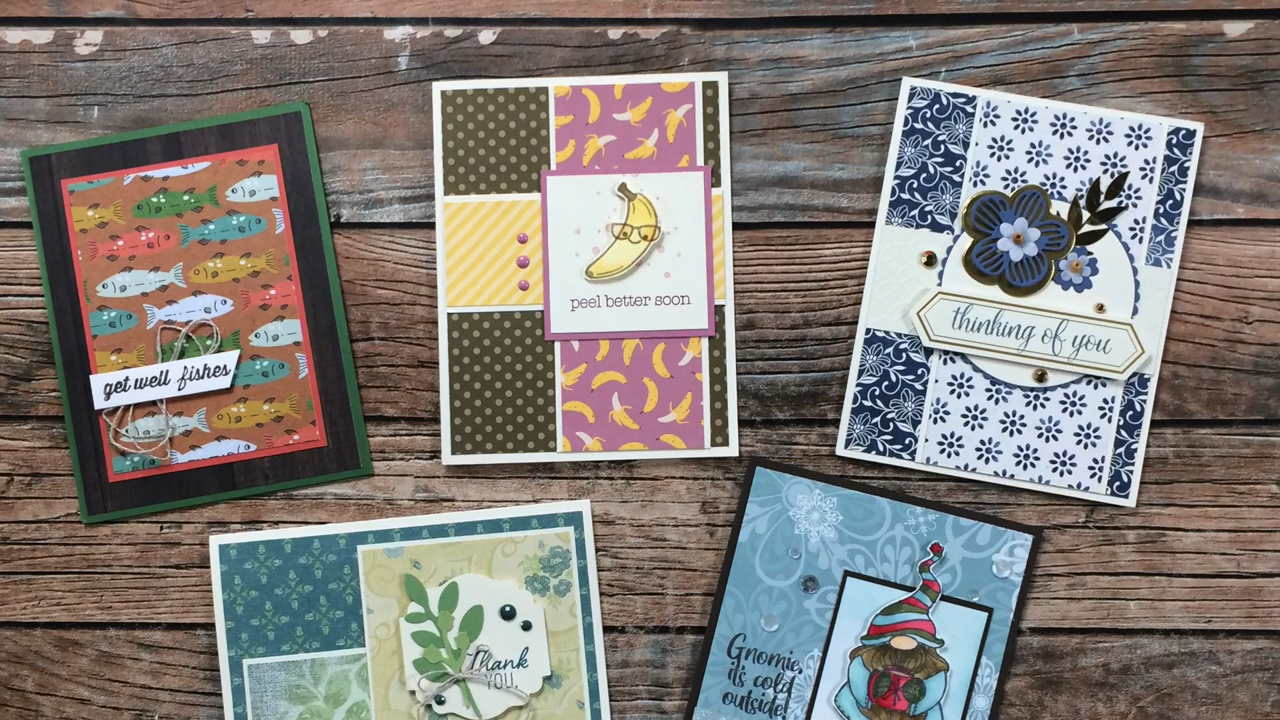 get well fishes
peel better soon
thinking of you
Thank
YOU,
Gnomie,
it's cold
outside!